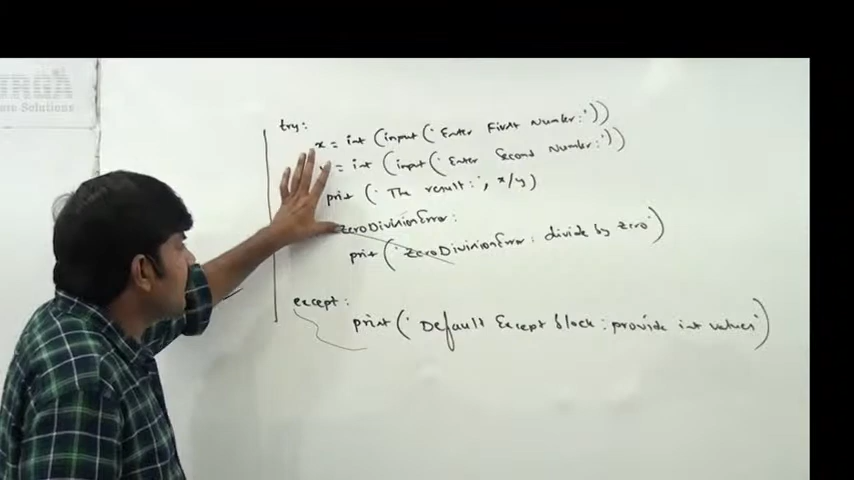 try:
x = int (input ('Enter First Number:'))
= int (input ('Enter Second Number:'))
print ('The result:', x/y)
ZeroDivisionError:
print ('ZeroDivisionError: divide by zero')
except:
print ('Default Except block: provide int values')
Solutions